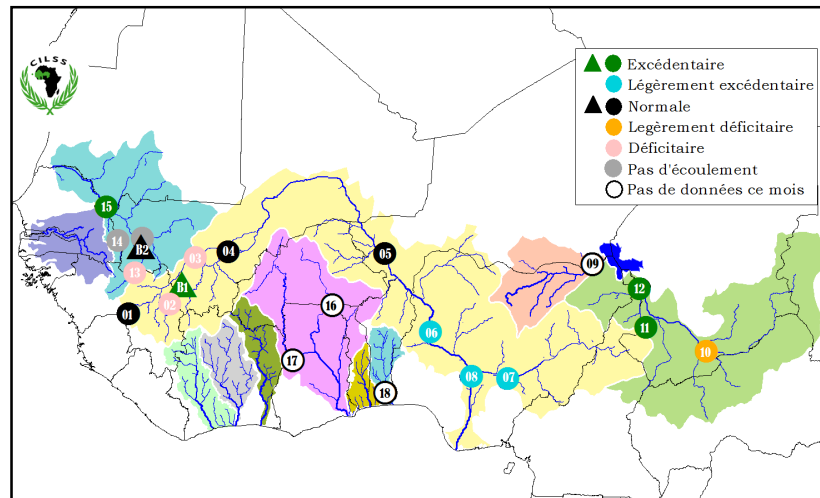 CILSS
Excédentaire
Légèrement excédentaire
Normale
Legèrement déficitaire
Déficitaire
Pas d'écoulement
Pas de données ce mois
15
14
B2
13
03
04
B1
02
01
05
16
17
18
06
08
07
09
12
11
10